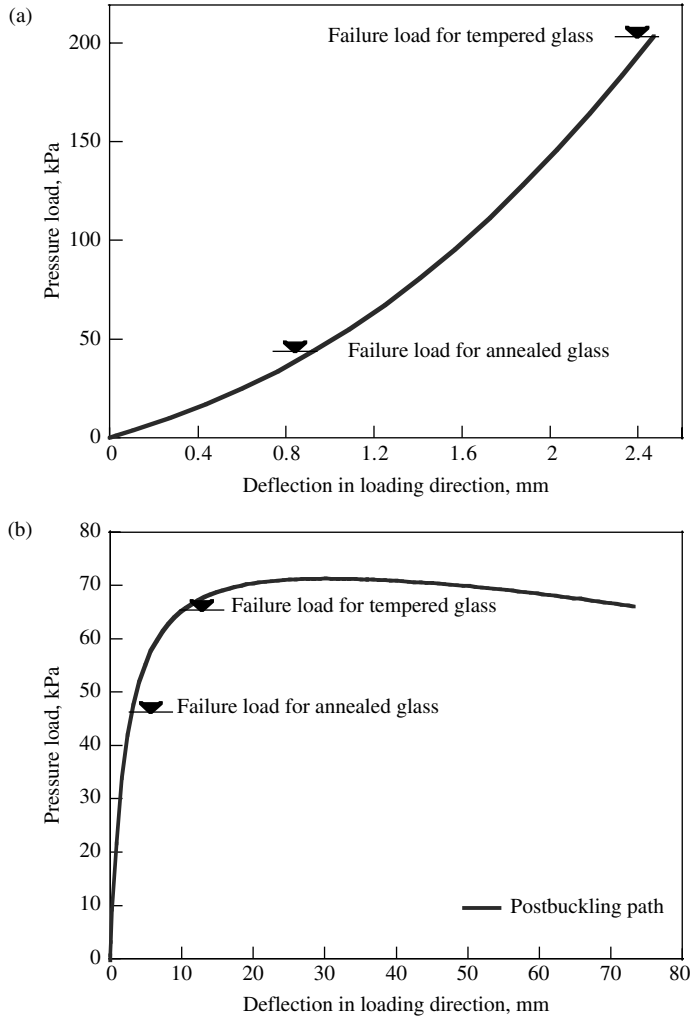 (a)
200
Failure load for tempered glass
150
Pressure load, kPa
100
50
Failure load for annealed glass
0
0 0.4 0.8 1.2 1.6 2 2.4
Deflection in loading direction, mm
(b)
80
70
Failure load for tempered glass
60
Pressure load, kPa
50
Failure load for annealed glass
40
30
20
10
Postbuckling path
0
0 10 20 30 40 50 60 70 80
Deflection in loading direction, mm